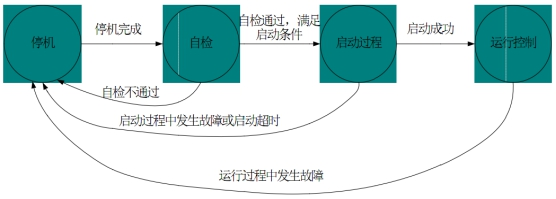 停机
停机完成
自检
自检通过，满足
启动条件
启动过程
启动成功
运行控制
自检不通过
启动过程中发生故障或启动超时
运行过程中发生故障